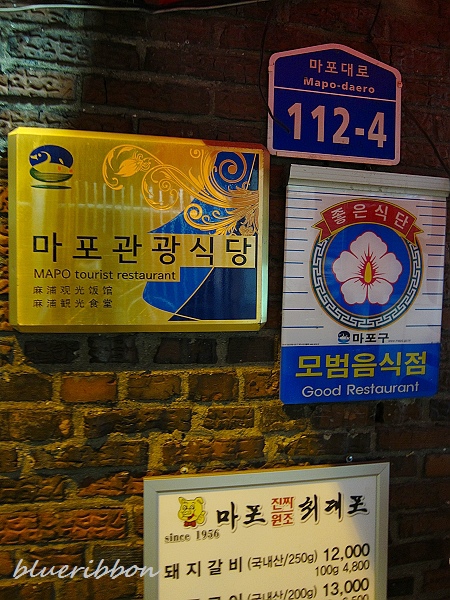 마포대로
Mapo-daero
112-4
마포관광식당
MAPO tourist restaurant
麻浦观光饭馆
麻浦観光食堂
좋은식단
마포구
모범음식점
Good Restaurant
마포 진짜 원조 최대포
since 1956
돼지갈비 (국내산/250g) 12,000
100g 4,800
(국내산/200g) 13,000
blueribbon